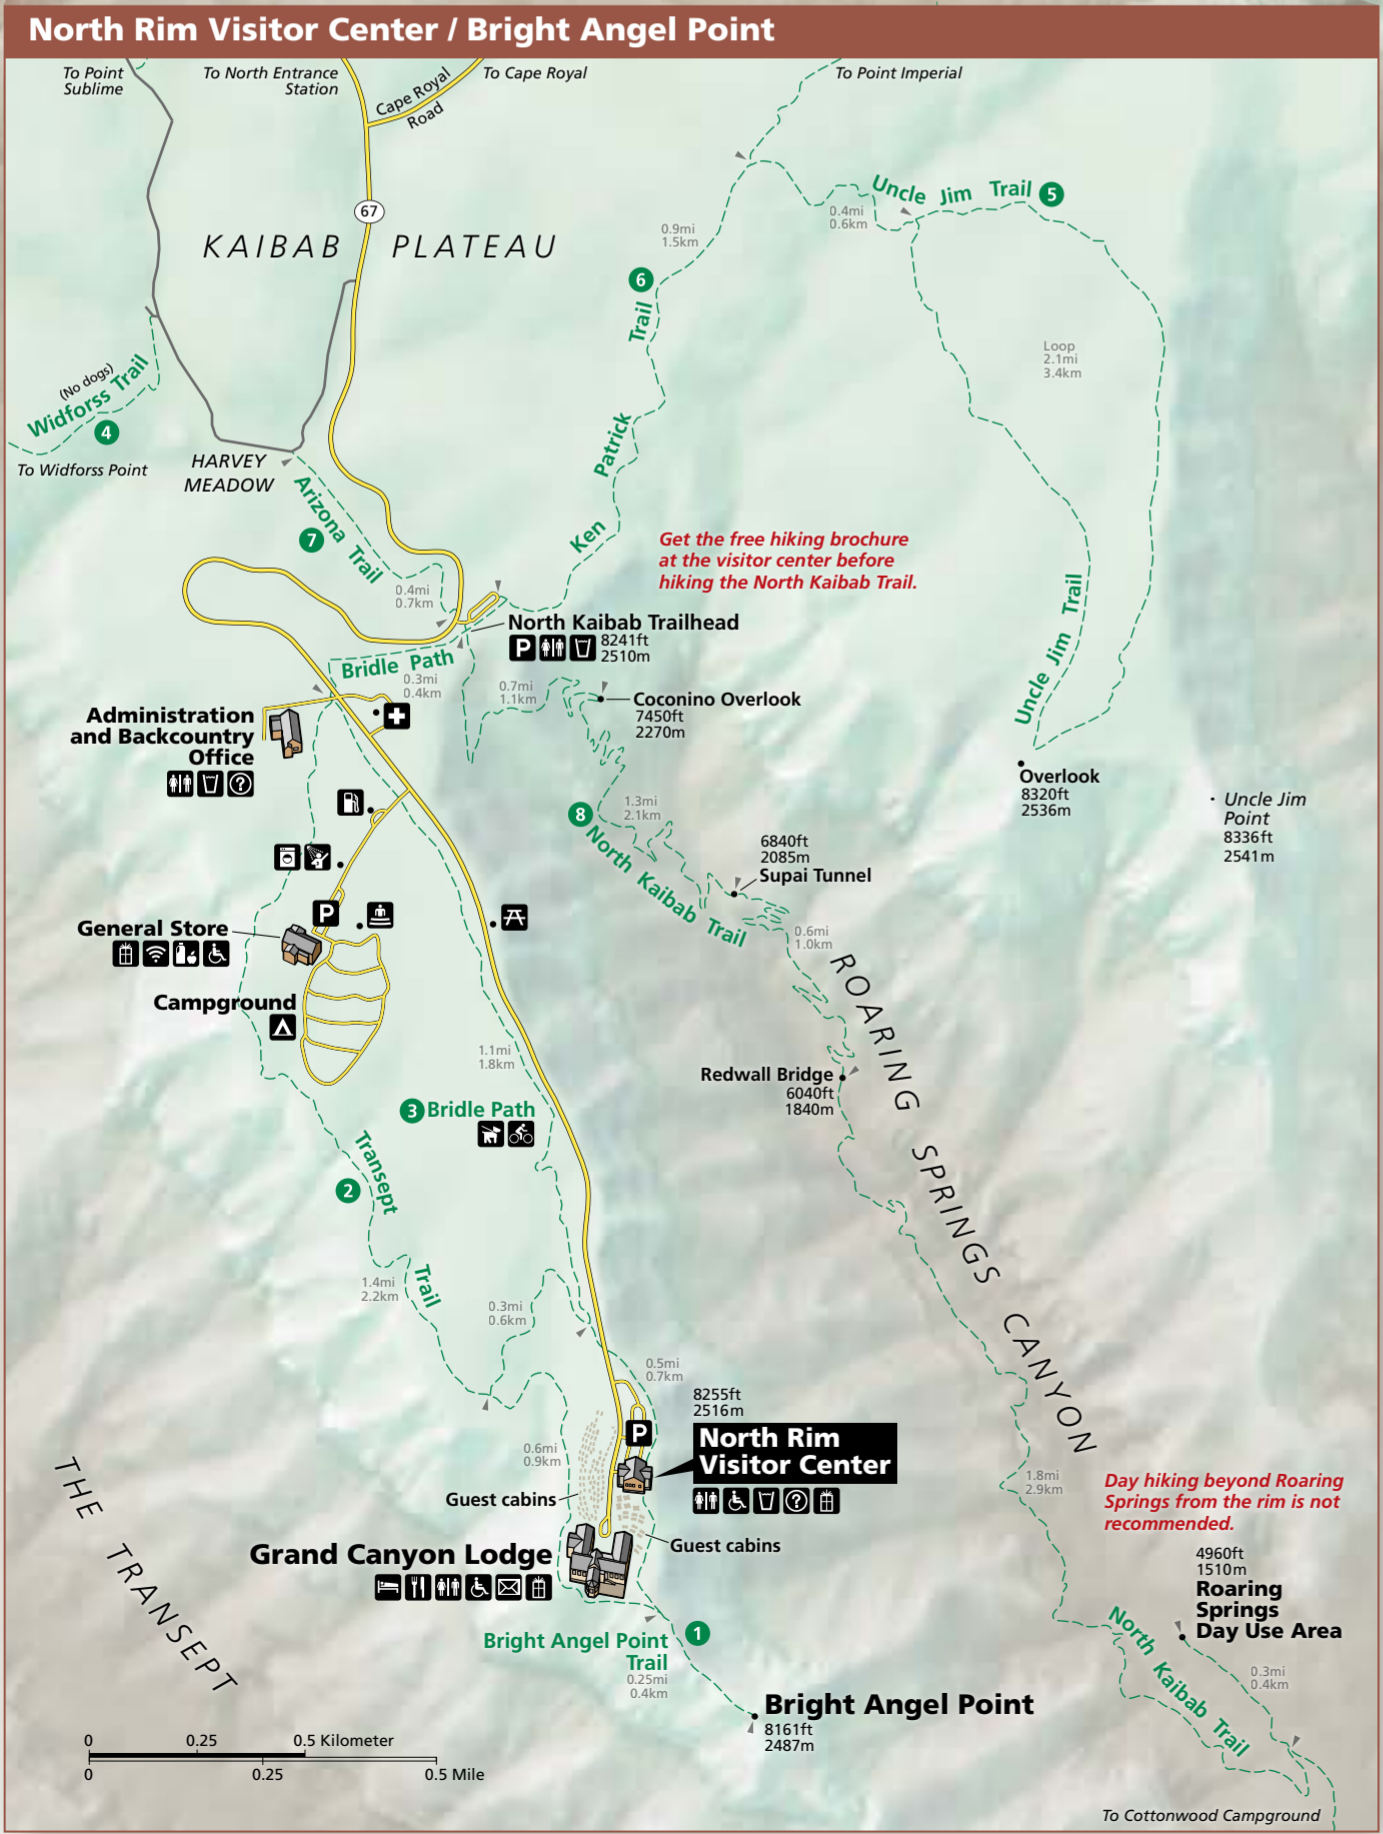 North Rim Visitor Center / Bright Angel Point
To Point
Sublime
To North Entrance
Station
Cape Royal
Road
To Cape Royal
To Point Imperial
Uncle Jim Trail 5
0.4mi
0.6km
0.9mi
1.5km
67
KAIBAB PLATEAU
6
Ken Patrick Trail
Loop
2.1mi
3.4km
(No dogs)
Widforss Trail
4
To Widforss Point
HARVEY
MEADOW
Arizona Trail
7
0.4mi
0.7km
Get the free hiking brochure
at the visitor center before
hiking the North Kaibab Trail.
North Kaibab Trailhead
P
8241ft
2510m
Uncle Jim Trail
Bridle Path
0.3mi
0.4km
0.7mi
1.1km
Coconino Overlook
7450ft
2270m
Administration
and Backcountry
Office
?
Overlook
8320ft
2536m
Uncle Jim
Point
8336ft
2541m
1.3mi
2.1km
8
North Kaibab Trail
6840ft
2085m
Supai Tunnel
P
General Store
0.6mi
1.0km
ROARING SPRINGS CANYON
Campground
1.1mi
1.8km
Redwall Bridge
6040ft
1840m
3 Bridle Path
2
Transept Trail
1.4mi
2.2km
0.3mi
0.6km
0.5mi
0.7km
8255ft
2516m
P
North Rim
Visitor Center
?
0.6mi
0.9km
Guest cabins
Guest cabins
1.8mi
2.9km
Day hiking beyond Roaring
Springs from the rim is not
recommended.
THE TRANSEPT
Grand Canyon Lodge
4960ft
1510m
Roaring
Springs
Day Use Area
1
Bright Angel Point
Trail
0.25mi
0.4km
North Kaibab Trail
0.3mi
0.4km
Bright Angel Point
8161ft
2487m
0 0.25 0.5 Kilometer
0 0.25 0.5 Mile
To Cottonwood Campground